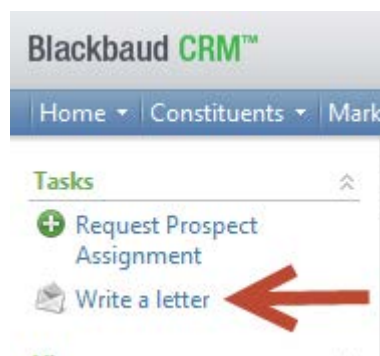 Blackbaud CRM™
Home Constituents Mark
Tasks
Request Prospect
Assignment
Write a letter